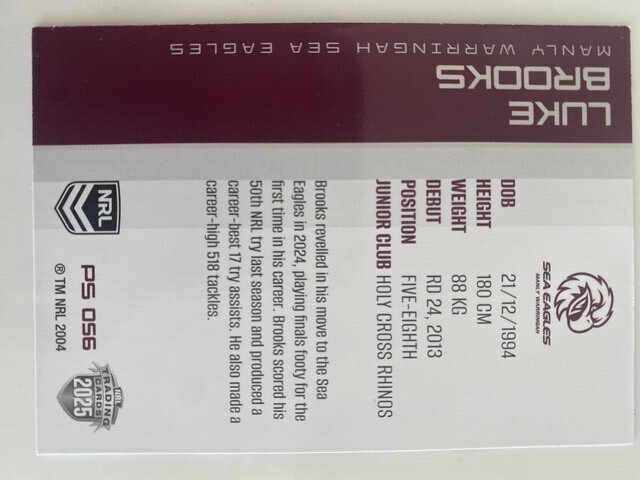 LUKE
BROOKS
MANLY WARRINGAH SEA EAGLES
SEA EAGLES
MANLY WARRINGAH
DOB 21/12/1994
HEIGHT 180 CM
WEIGHT 88 KG
DEBUT RD 24, 2013
POSITION FIVE-EIGHTH
JUNIOR CLUB HOLY CROSS RHINOS
Brooks revelled in his move to the Sea
Eagles in 2024, playing finals footy for the
first time in his career. Brooks scored his
50th NRL try last season and produced a
career-best 17 try assists. He also made a
career-high 518 tackles.
NRL
PS 056
® TM NRL 2004
NRL
TRADING
CARDS
2025